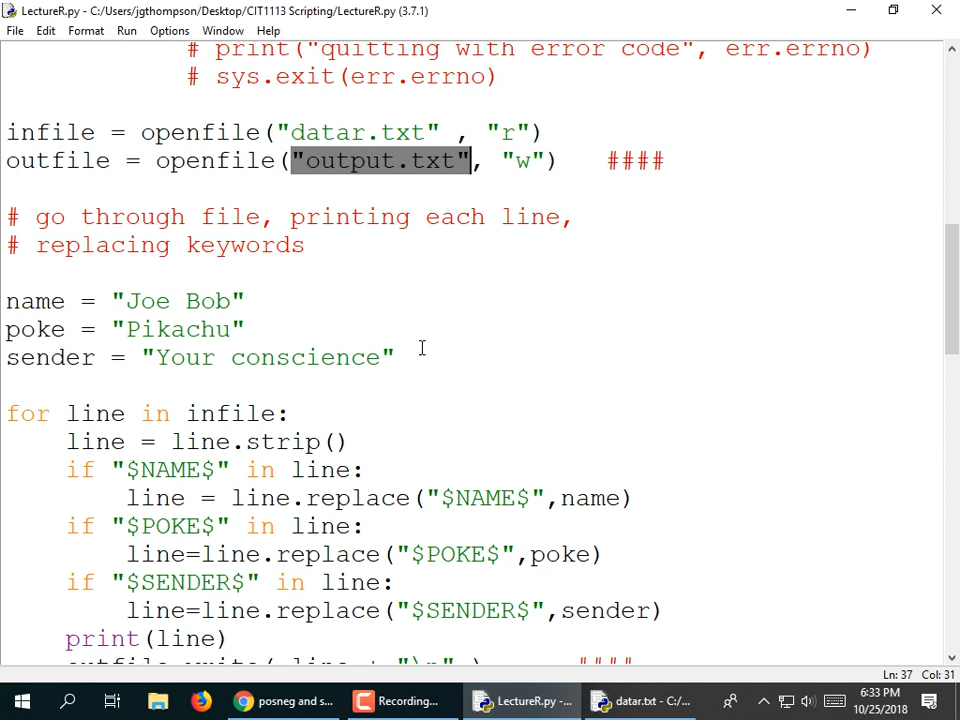 LectureR.py - C:/Users/jgthompson/Desktop/CIT1113 Scripting/LectureR.py (3.7.1)
File Edit Format Run Options Window Help
# print("quitting with error code", err.errno)
# sys.exit(err.errno)
infile = openfile("datar.txt" , "r")
outfile = openfile("output.txt", "w") ####
# go through file, printing each line,
# replacing keywords
name = "Joe Bob"
poke = "Pikachu"
sender = "Your conscience"
for line in infile:
line = line.strip()
if "$NAME$" in line:
line = line.replace("$NAME$",name)
if "$POKE$" in line:
line=line.replace("$POKE$",poke)
if "$SENDER$" in line:
line=line.replace("$SENDER$",sender)
print(line)
outfile.write( line + "\n" ) ####
Ln: 37 Col: 31
posneg and s... Recording... LectureR.py -... datar.txt - C:/... 6:33 PM
10/25/2018